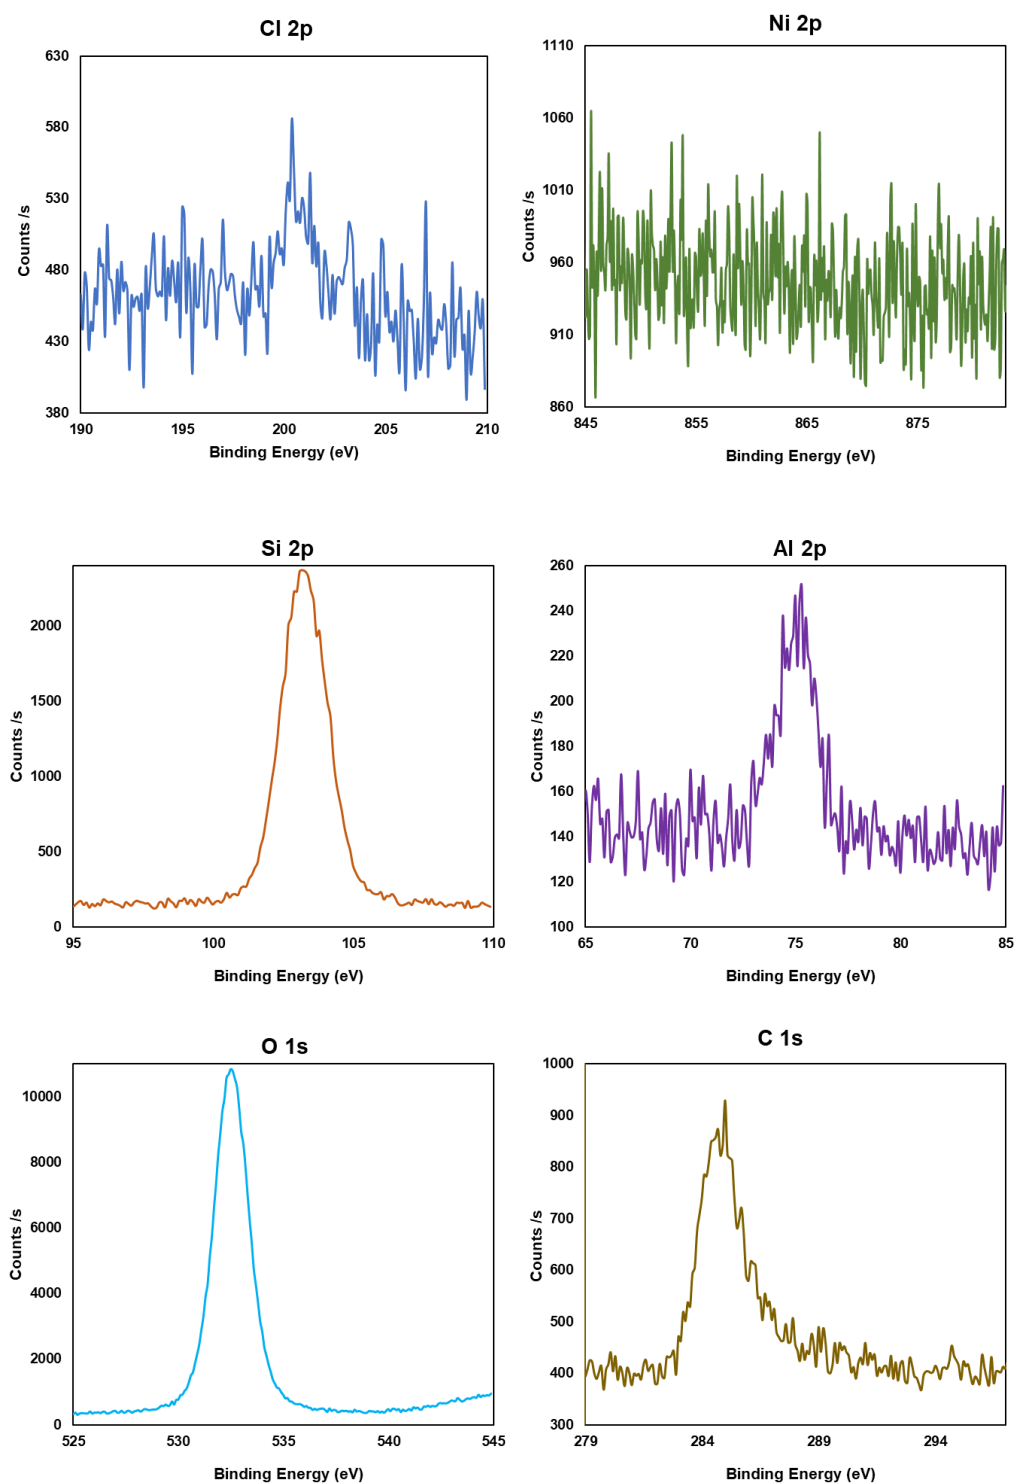 Cl 2p
630
580
530
480
430
380
Counts /s
190 195 200 205 210
Binding Energy (eV)
Ni 2p
1110
1060
1010
960
910
860
Counts /s
845 855 865 875
Binding Energy (eV)
Si 2p
2000
1500
1000
500
0
Counts /s
95 100 105 110
Binding Energy (eV)
Al 2p
260
240
220
200
180
160
140
120
100
Counts /s
65 70 75 80 85
Binding Energy (eV)
O 1s
10000
8000
6000
4000
2000
0
Counts /s
525 530 535 540 545
Binding Energy (eV)
C 1s
1000
900
800
700
600
500
400
300
Counts /s
279 284 289 294
Binding Energy (eV)